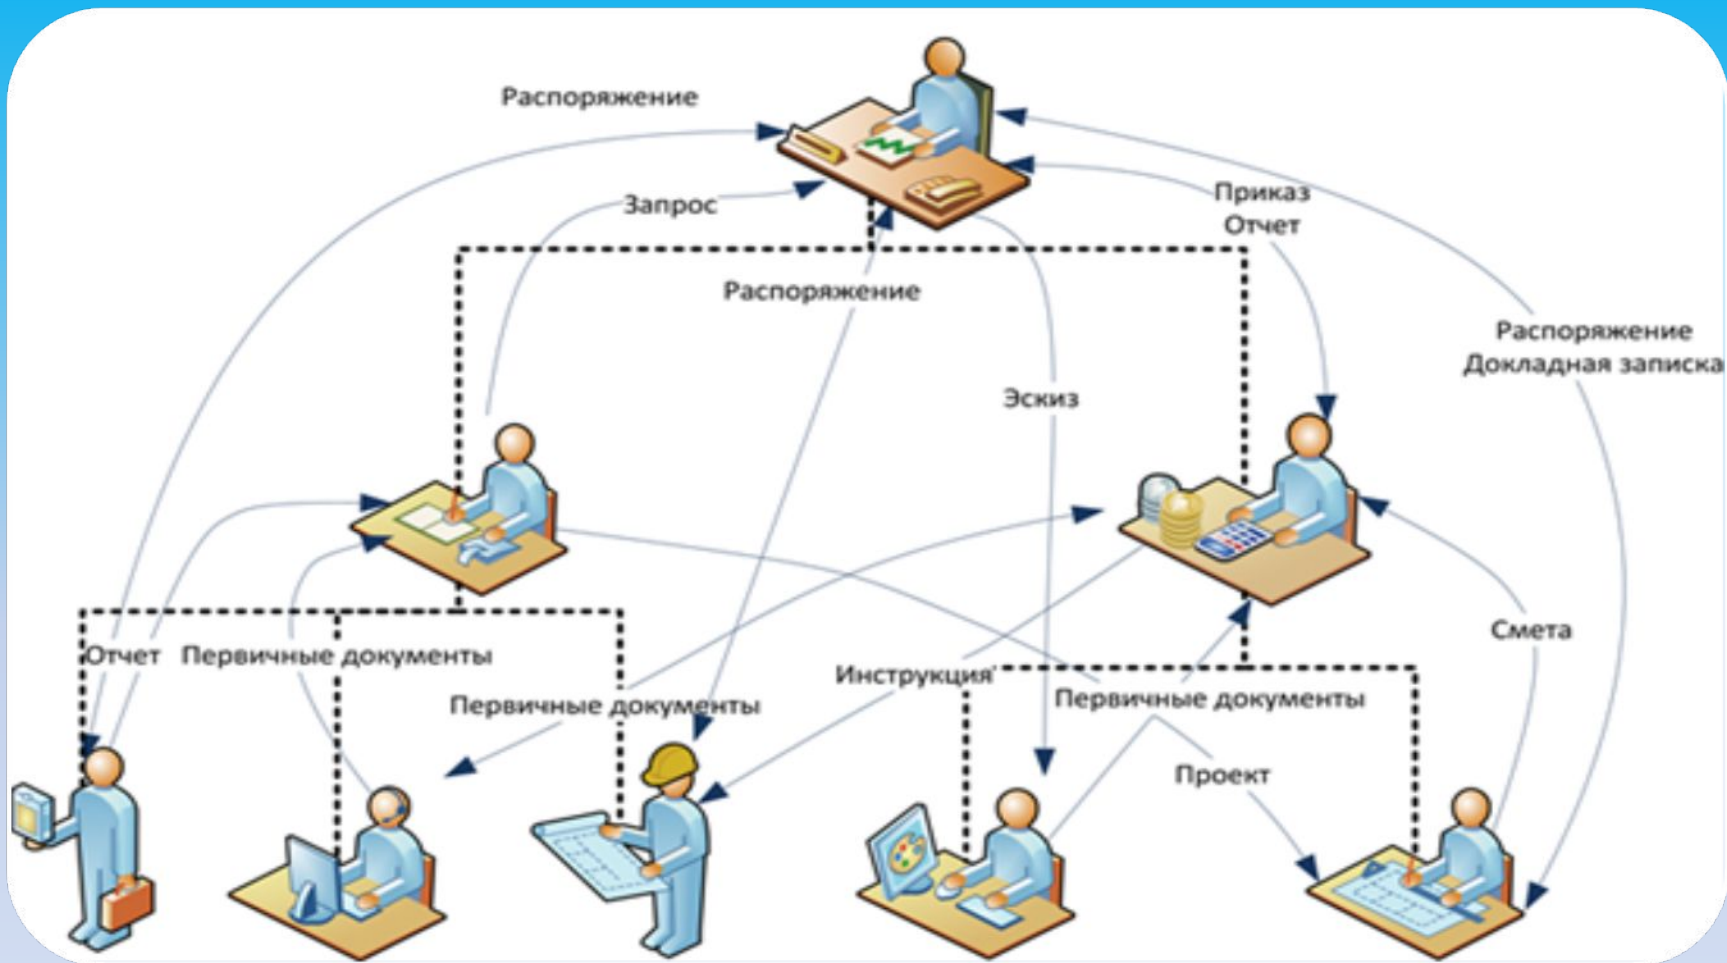 Распоряжение
Запрос
Приказ
Отчет
Распоряжение
Распоряжение
Докладная записка
Эскиз
Смета
Отчет
Первичные документы
Инструкция
Первичные документы
Первичные документы
Проект